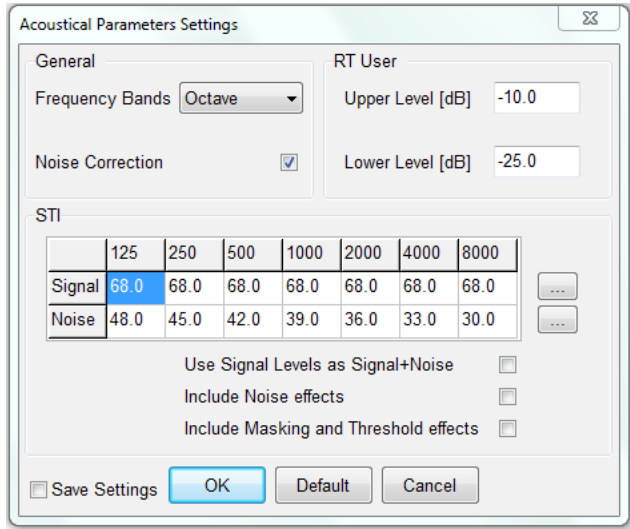 Acoustical Parameters Settings
General
Frequency Bands Octave
Noise Correction
RT User
Upper Level [dB] -10.0
Lower Level [dB] -25.0
STI
125 250 500 1000 2000 4000 8000
Signal 68.0 68.0 68.0 68.0 68.0 68.0 68.0 ...
Noise 48.0 45.0 42.0 39.0 36.0 33.0 30.0 ...
Use Signal Levels as Signal+Noise
Include Noise effects
Include Masking and Threshold effects
Save Settings OK Default Cancel